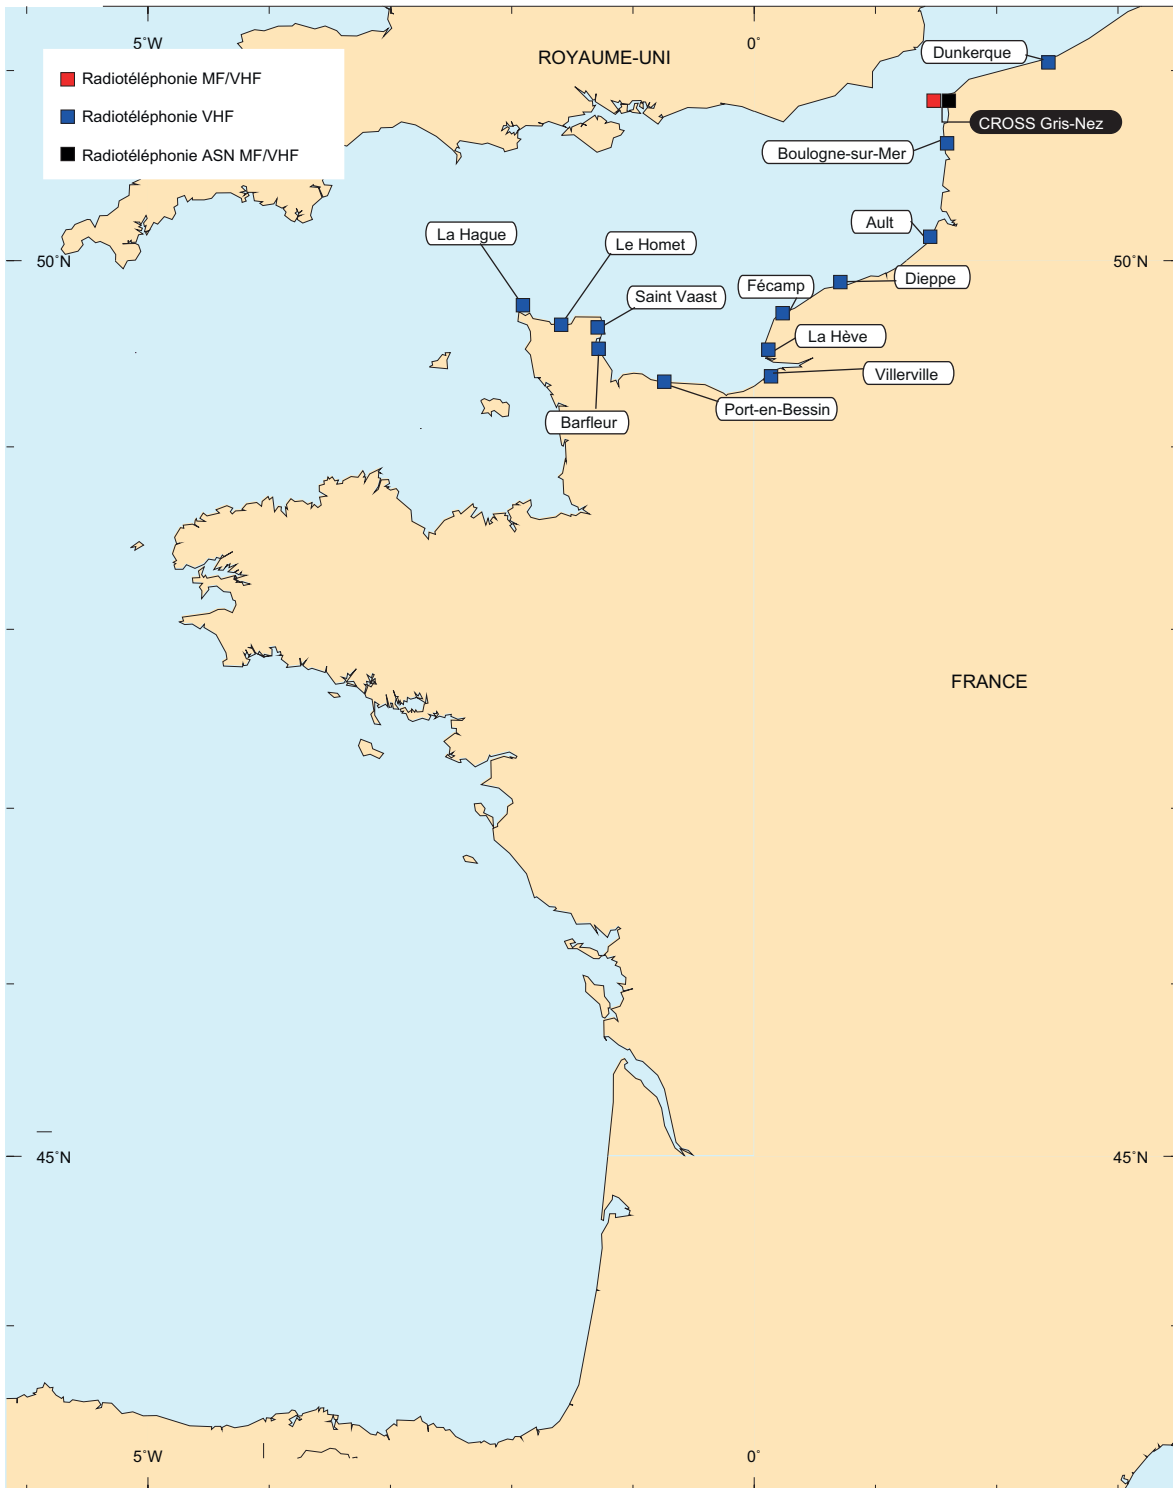 5°W
0°
ROYAUME-UNI
Dunkerque
Radiotéléphonie MF/VHF
Radiotéléphonie VHF
Radiotéléphonie ASN MF/VHF
CROSS Gris-Nez
Boulogne-sur-Mer
Ault
La Hague
Le Homet
50°N
50°N
Dieppe
Fécamp
Saint Vaast
La Hève
Villerville
Port-en-Bessin
Barfleur
FRANCE
45°N
45°N
5°W
0°